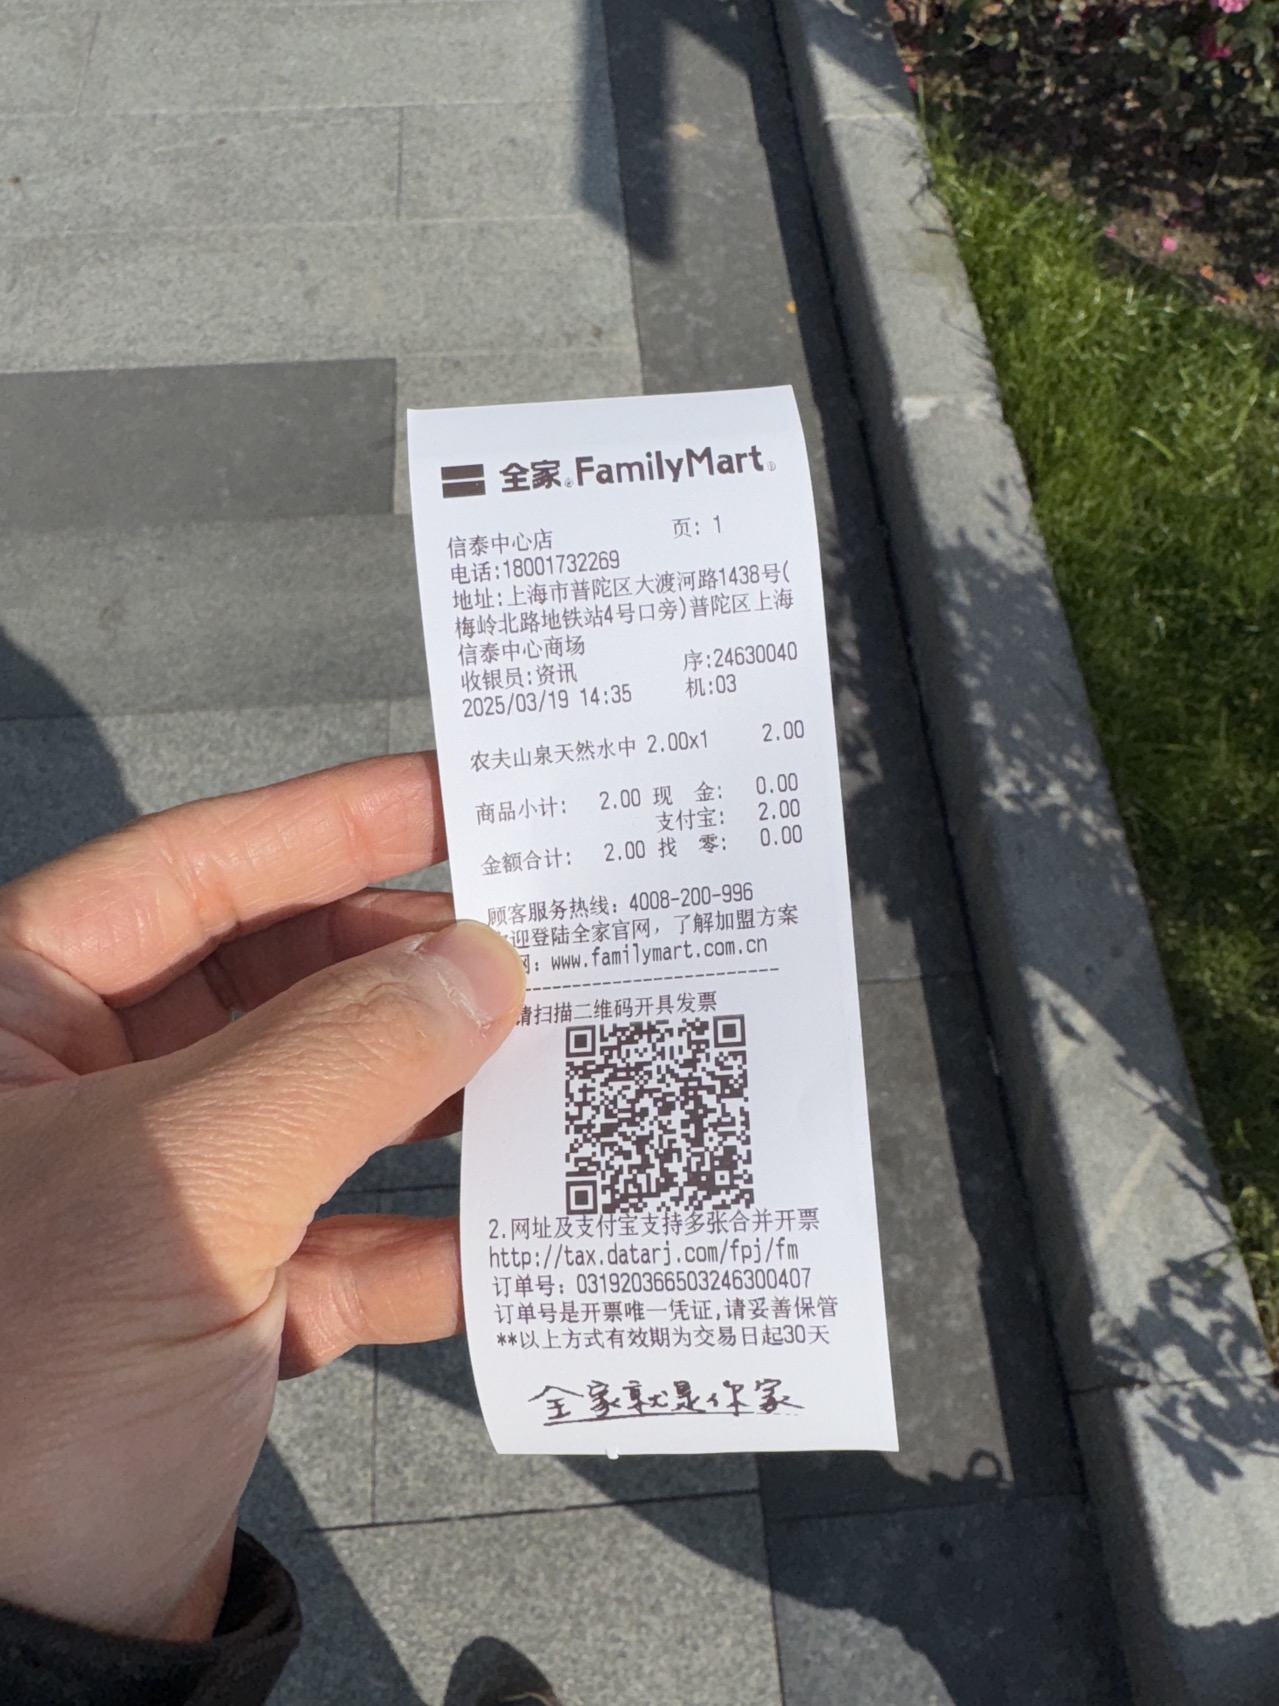 全家 FamilyMart
信泰中心店 页: 1
电话:18001732269
地址:上海市普陀区大渡河路1438号(
梅岭北路地铁站4号口旁)普陀区上海
信泰中心商场
收银员:资讯 序:24630040
2025/03/19 14:35 机:03
农夫山泉天然水中 2.00x1 2.00
商品小计: 2.00 现 金: 0.00
支付宝: 2.00
金额合计: 2.00 找 零: 0.00
顾客服务热线: 4008-200-996
迎登陆全家官网, 了解加盟方案
网: www.familymart.com.cn
请扫描二维码开具发票
2.网址及支付宝支持多张合并开票
http://tax.datarj.com/fpj/fm
订单号: 031920366503246300407
订单号是开票唯一凭证,请妥善保管
**以上方式有效期为交易日起30天
全家就是你家